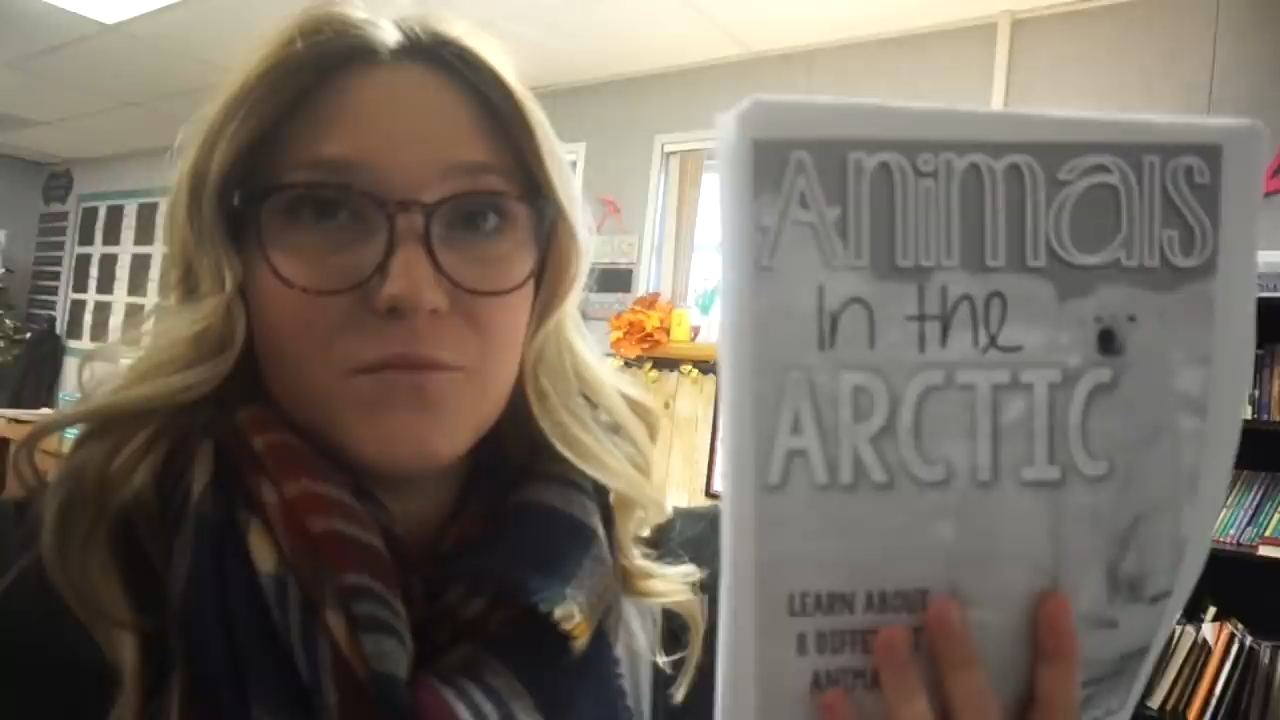 Animals
in the
ARCTIC
LEARN ABOUT
8 DIFFE T
ANIMA